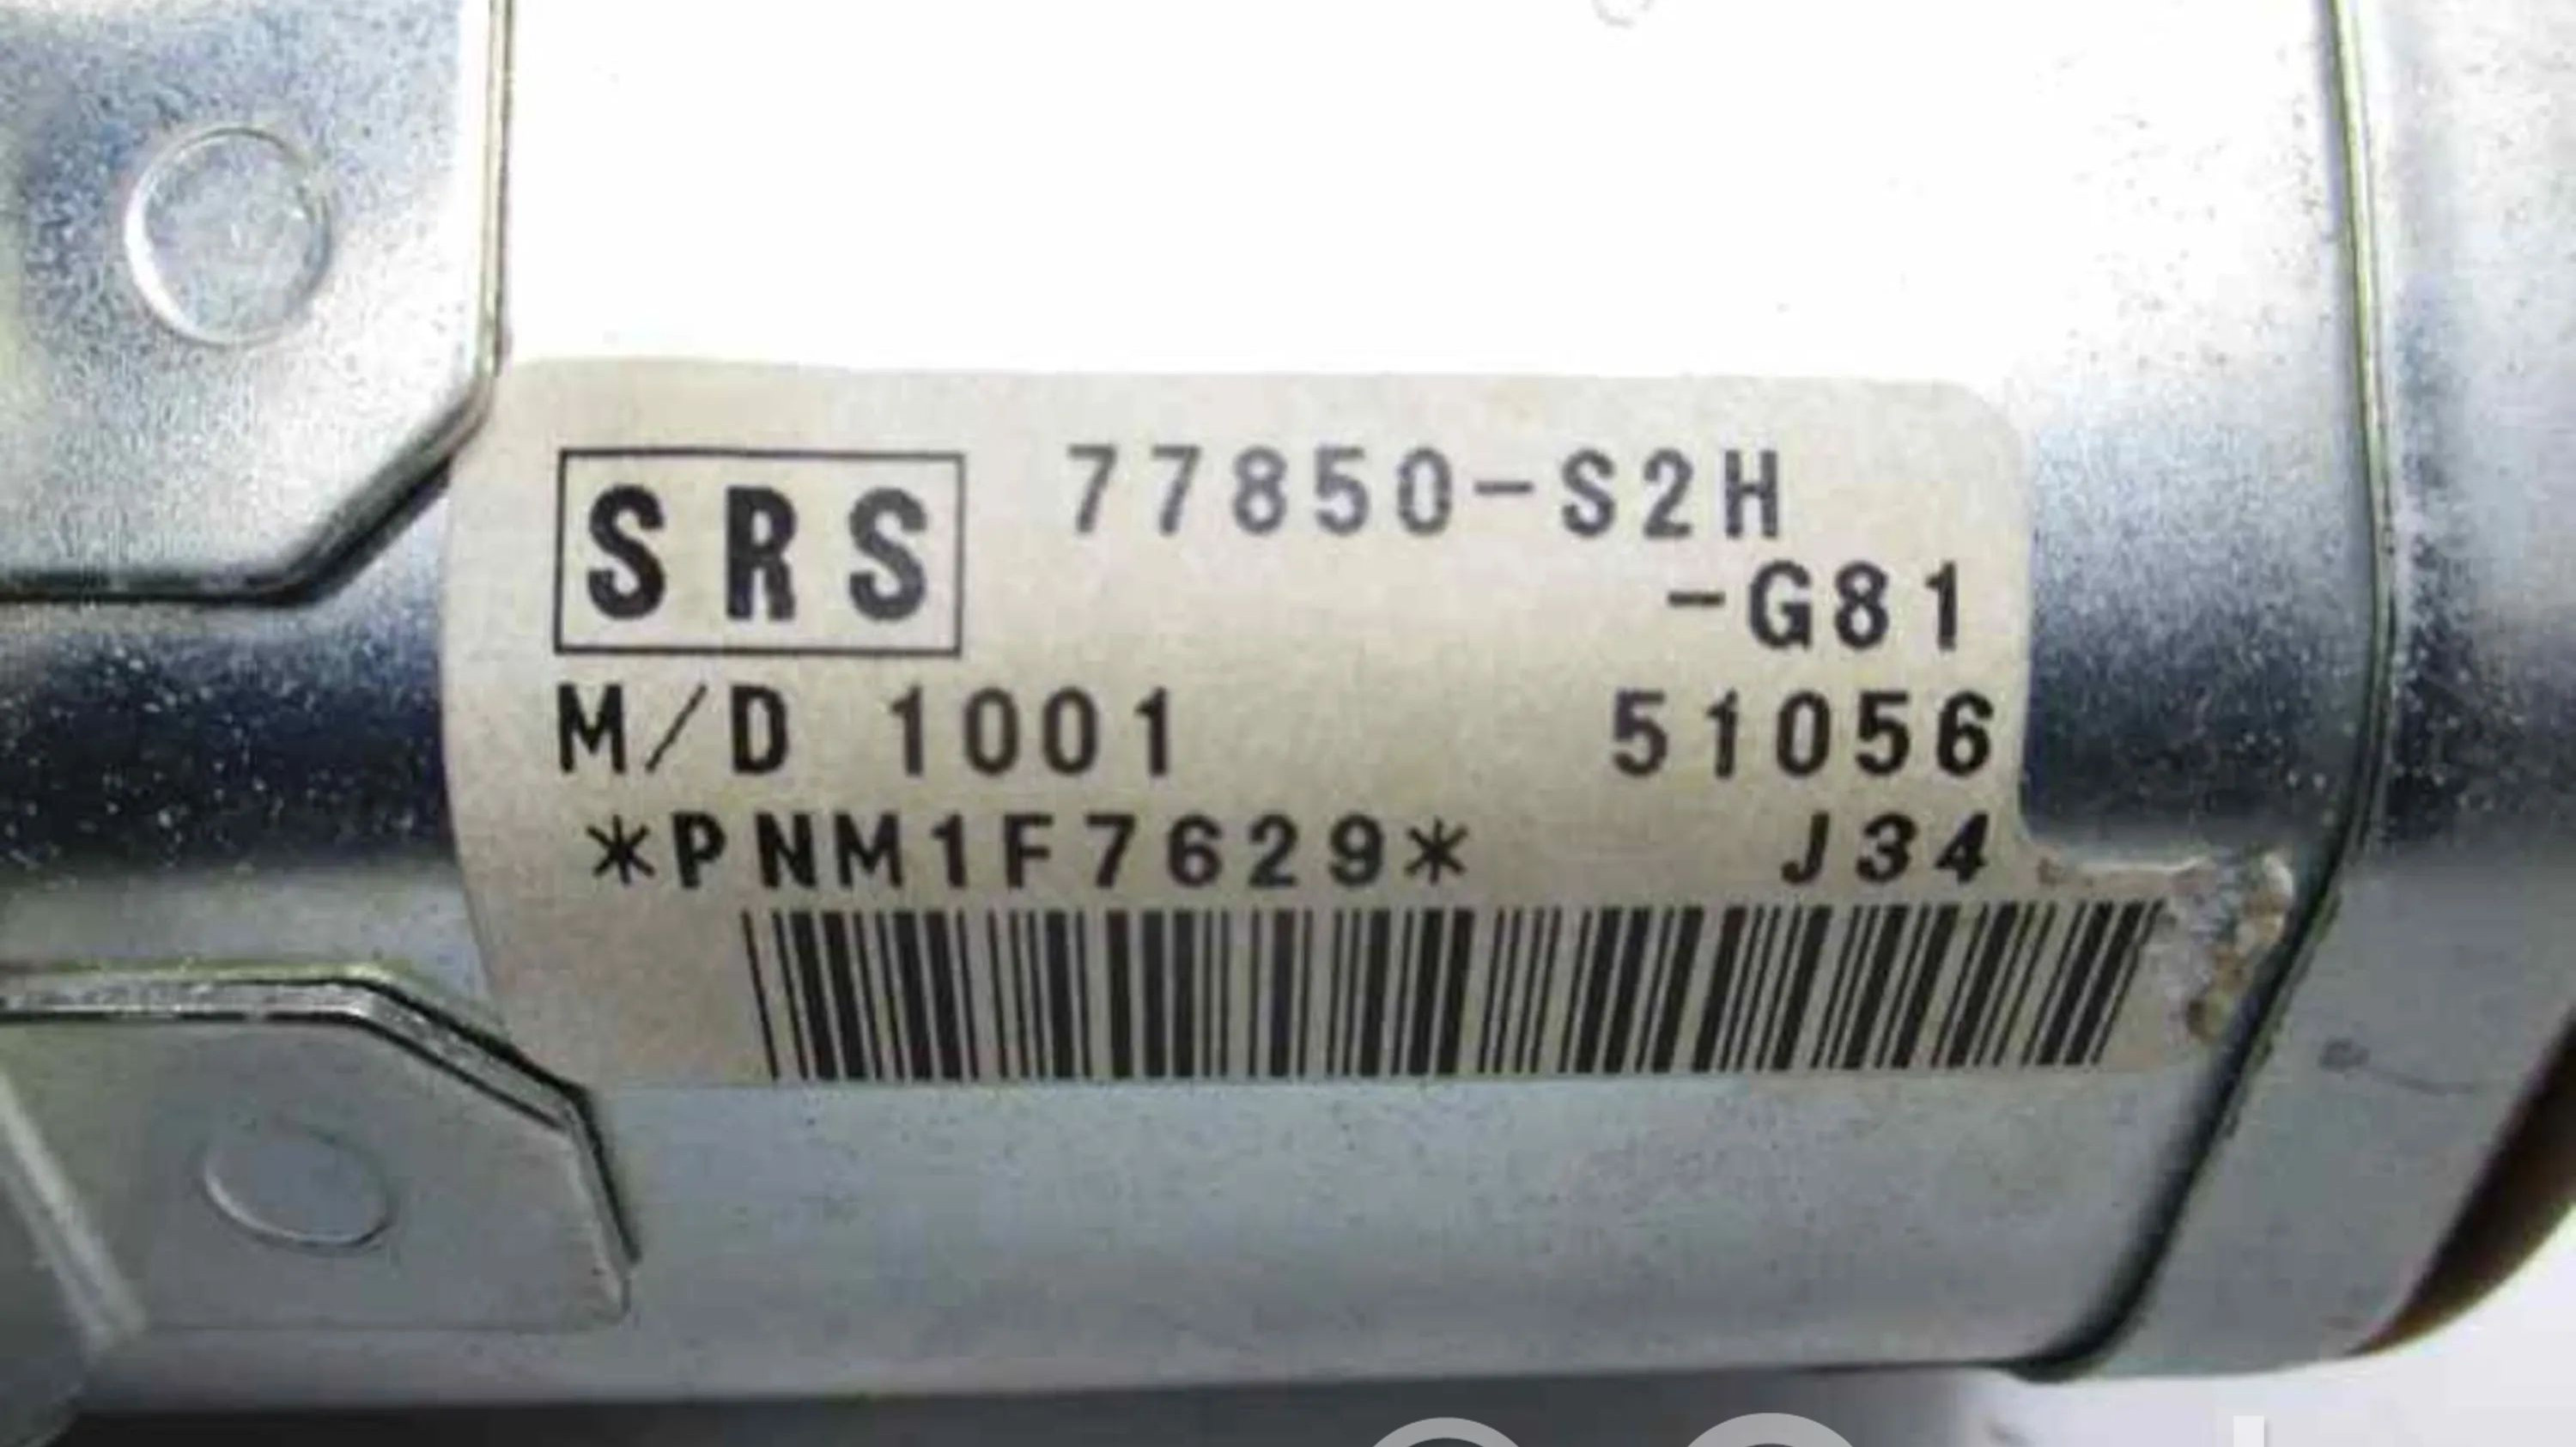 SRS 77850-S2H
-G81
M/D 1001 51056
*PNM1F7629* J34